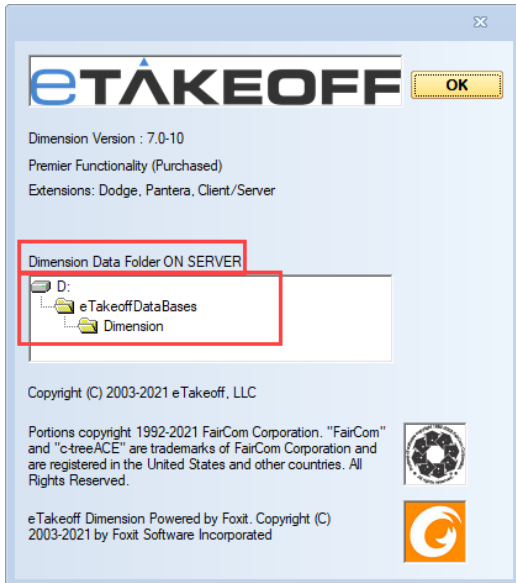 eTAKEOFF
OK
Dimension Version : 7.0-10
Premier Functionality (Purchased)
Extensions: Dodge, Pantera, Client/Server
Dimension Data Folder ON SERVER
D:
eTakeoffDataBases
Dimension
Copyright (C) 2003-2021 eTakeoff, LLC
Portions copyright 1992-2021 FairCom Corporation. "FairCom"
and "c-treeACE" are trademarks of FairCom Corporation and
are registered in the United States and other countries. All
Rights Reserved.
eTakeoff Dimension Powered by Foxit. Copyright (C)
2003-2021 by Foxit Software Incorporated